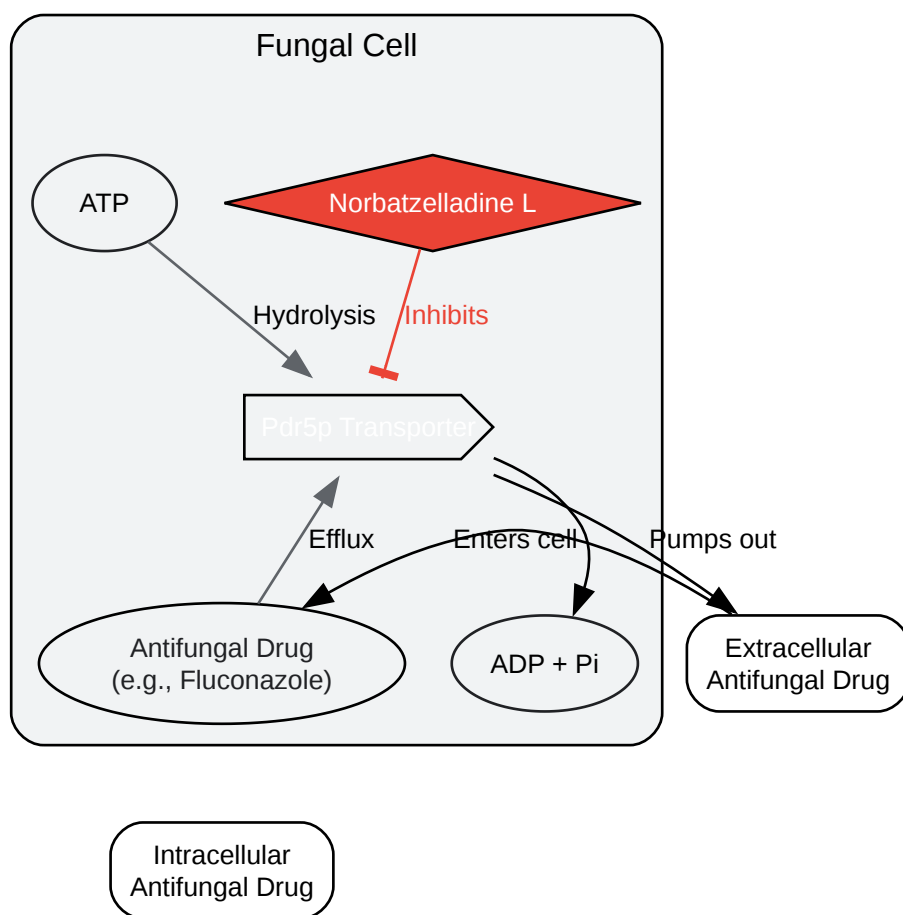 Fungal Cell
ATP
Norbatzelladine L
Hydrolysis
Inhibits
Pdr5p Transporter
Efflux
Enters cell
Pumps out
Antifungal Drug
(e.g., Fluconazole)
ADP + Pi
Extracellular
Antifungal Drug
Intracellular
Antifungal Drug